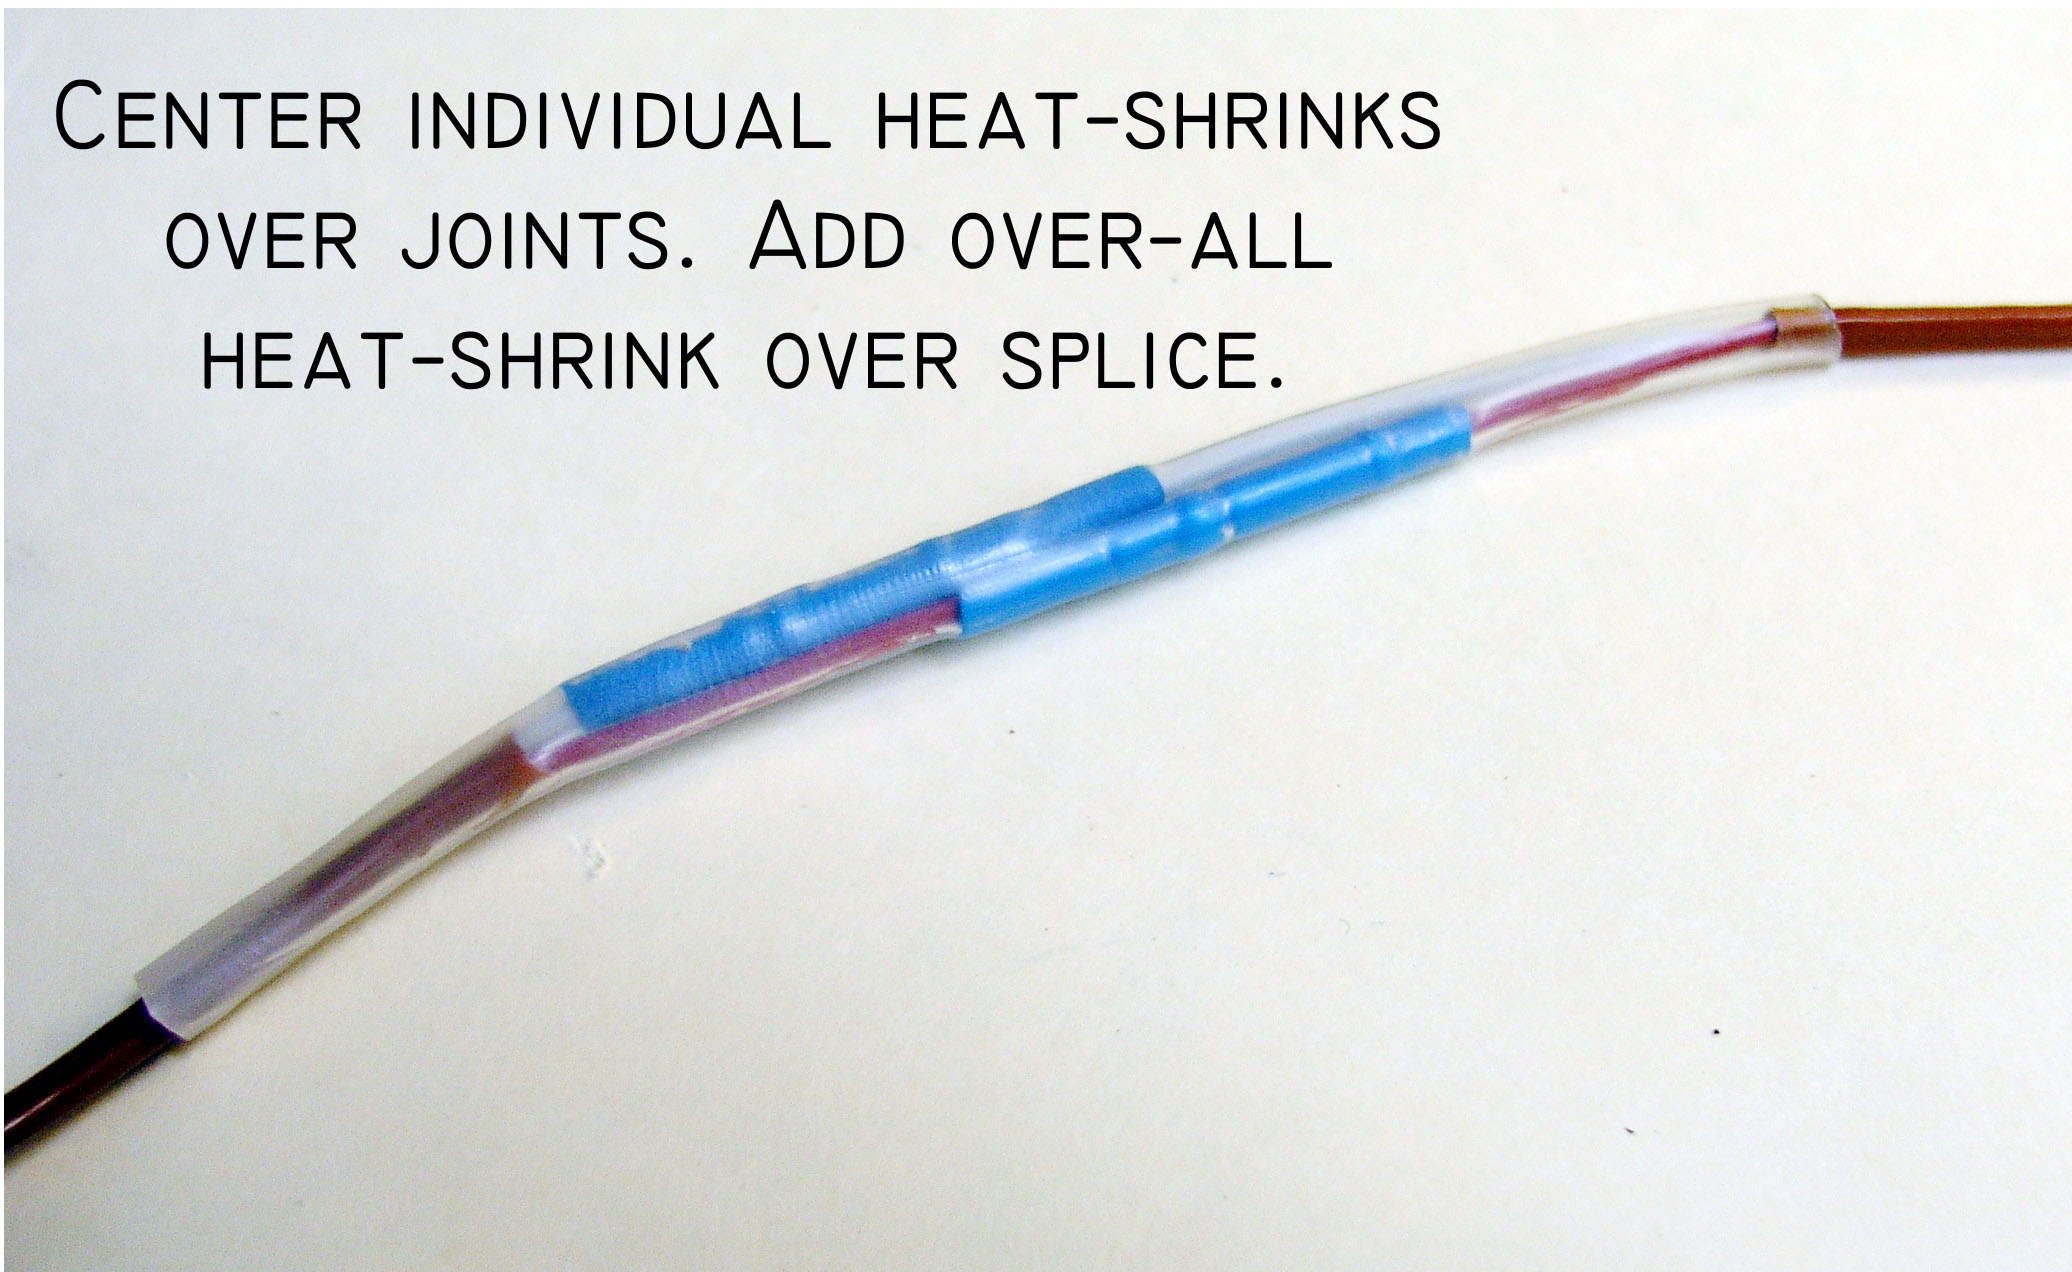 Center individual heat-shrinks
over joints. Add over-all
heat-shrink over splice.